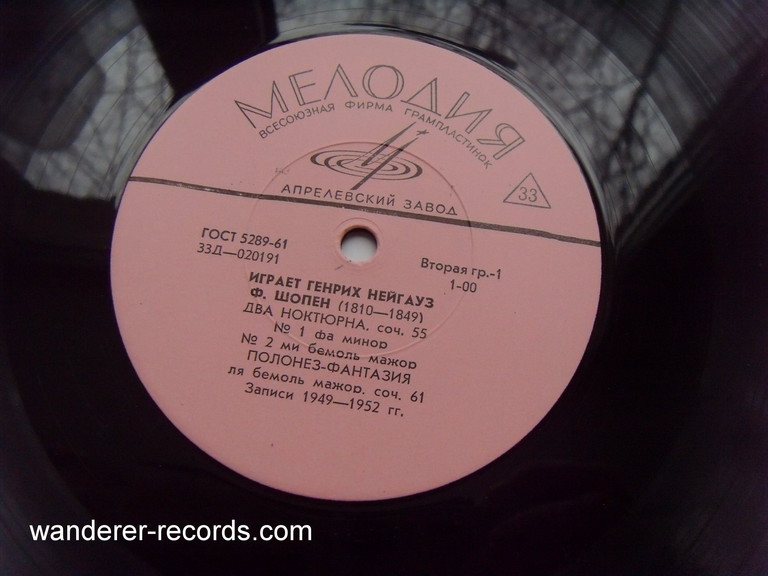 МЕЛОДИЯ
ВСЕСОЮЗНАЯ ФИРМА ГРАМПЛАСТИНОК
33
АПРЕЛЕВСКИЙ ЗАВОД
ГОСТ 5289-61
33Д—020191
Вторая гр.-1
1-00
ИГРАЕТ ГЕНРИХ НЕЙГАУЗ
Ф. ШОПЕН (1810—1849)
ДВА НОКТЮРНА, соч. 55
№ 1 фа минор
№ 2 ми бемоль мажор
ПОЛОНЕЗ-ФАНТАЗИЯ
ля бемоль мажор, соч. 61
Записи 1949—1952 гг.
wanderer-records.com